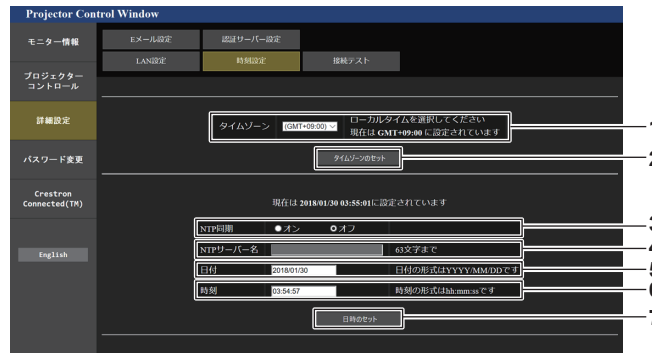 Projector Control Window
モニター情報
プロジェクター
コントロール
詳細設定
パスワード変更
Crestron
Connected(TM)
English
Eメール設定 認証サーバー設定
LAN設定 時刻設定 接続テスト
タイムゾーン (GMT+09:00) ローカルタイムを選択してください
現在は GMT+09:00 に設定されています
タイムゾーンのセット
現在は 2018/01/30 03:55:01に設定されています
NTP同期 オン オフ
NTPサーバー名 63文字まで
日付 2018/01/30 日付の形式はYYYY/MM/DDです
時刻 03:54:57 時刻の形式はhh:mm:ssです
日時のセット
1
2
3
4
5
6
7